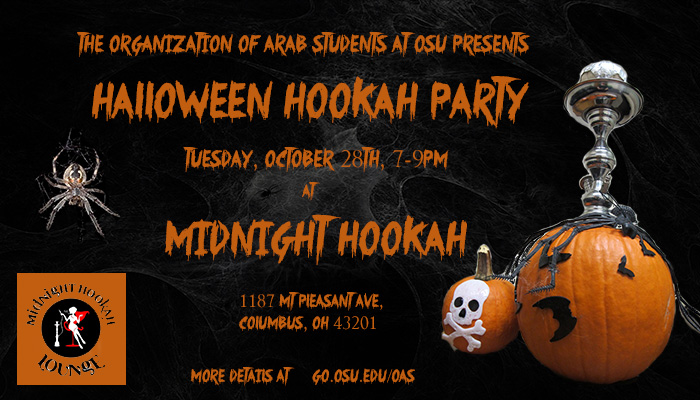 THE ORGANIZATION OF ARAB STUDENTS AT OSU PRESENTS
HALLOWEEN HOOKAH PARTY
TUESDAY, OCTOBER 28TH, 7-9PM
AT
MIDNIGHT HOOKAH
1187 MT PLEASANT AVE,
COLUMBUS, OH 43201
MORE DETAILS AT GO.OSU.EDU/OAS
MIDNIGHT HOOKAH
LOUNGE